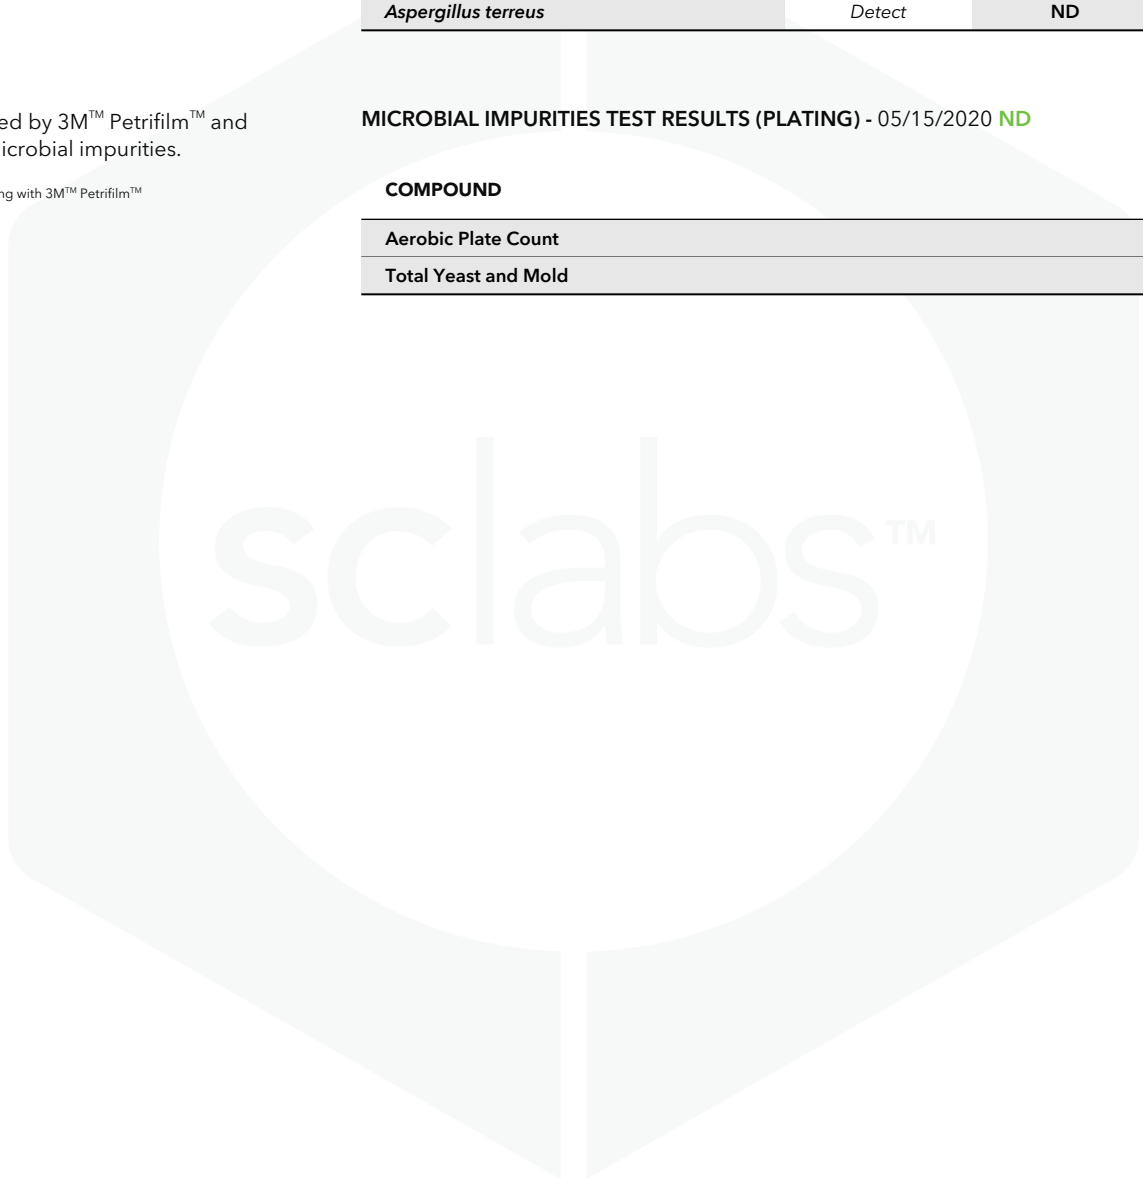 Aspergillus terreus Detect ND
ed by 3M™ Petrifilm™ and
icrobial impurities.
ng with 3M™ Petrifilm™
MICROBIAL IMPURITIES TEST RESULTS (PLATING) - 05/15/2020 ND
COMPOUND
Aerobic Plate Count
Total Yeast and Mold
sclabs™